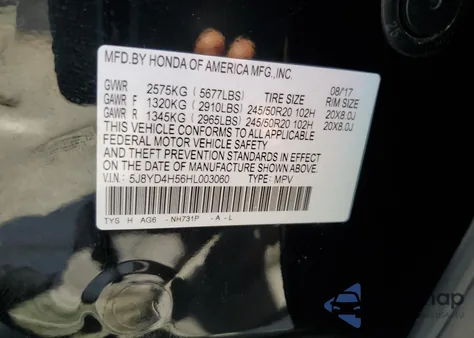 MFD.BY HONDA OF AMERICA MFG.,INC. 08/17
GVWR 2575KG ( 5677LBS) TIRE SIZE RIM SIZE
GAWR F 1320KG ( 2910LBS) 245/50R20 102H 20X8.0J
GAWR R 1345KG ( 2965LBS) 245/50R20 102H 20X8.0J
THIS VEHICLE CONFORMS TO ALL APPLICABLE
FEDERAL MOTOR VEHICLE SAFETY, BUMPER,
AND THEFT PREVENTION STANDARDS IN EFFECT
ON THE DATE OF MANUFACTURE SHOWN ABOVE.
V.I.N.: 5J8YD4H56HL003060 TYPE: MPV
TYS H AG6 - NH731P - A - L